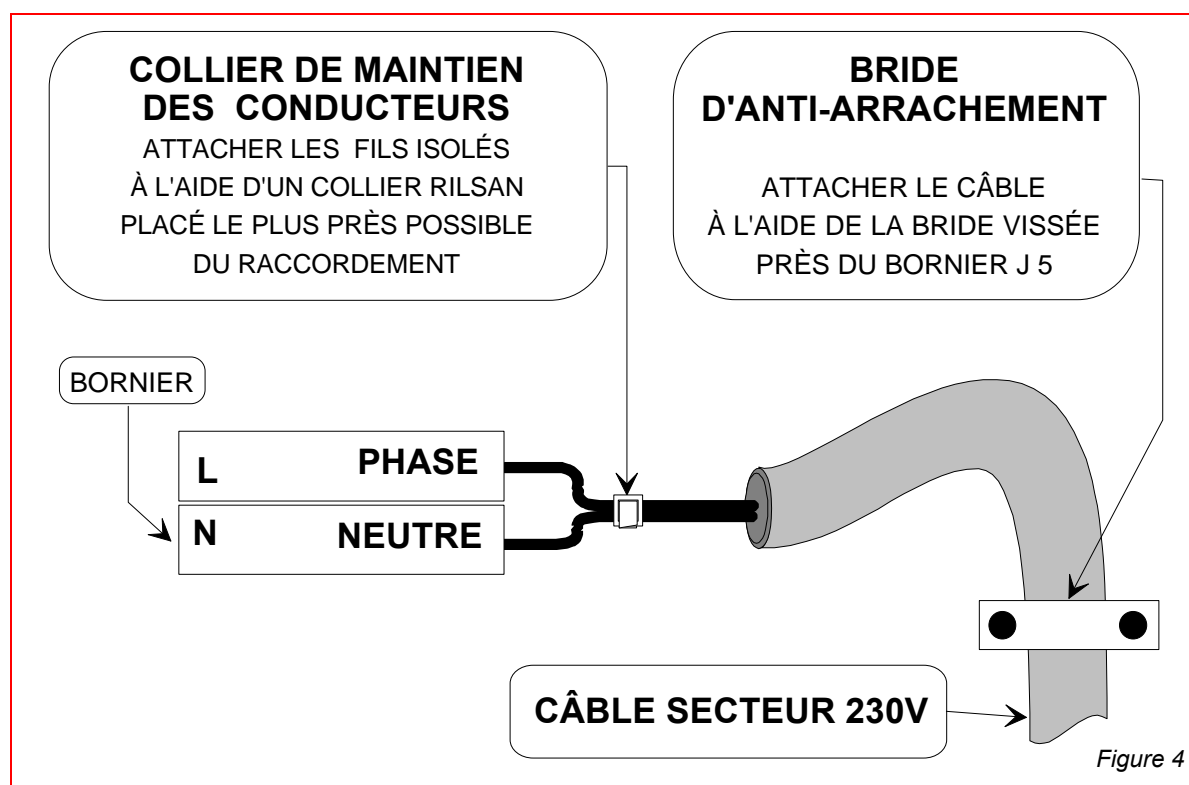 COLLIER DE MAINTIEN
DES CONDUCTEURS
ATTACHER LES FILS ISOLÉS
À L'AIDE D'UN COLLIER RILSAN
PLACÉ LE PLUS PRÈS POSSIBLE
DU RACCORDEMENT
BRIDE
D'ANTI-ARRACHEMENT
ATTACHER LE CÂBLE
À L'AIDE DE LA BRIDE VISSÉE
PRÈS DU BORNIER J 5
BORNIER
L PHASE
N NEUTRE
CÂBLE SECTEUR 230V
Figure 4